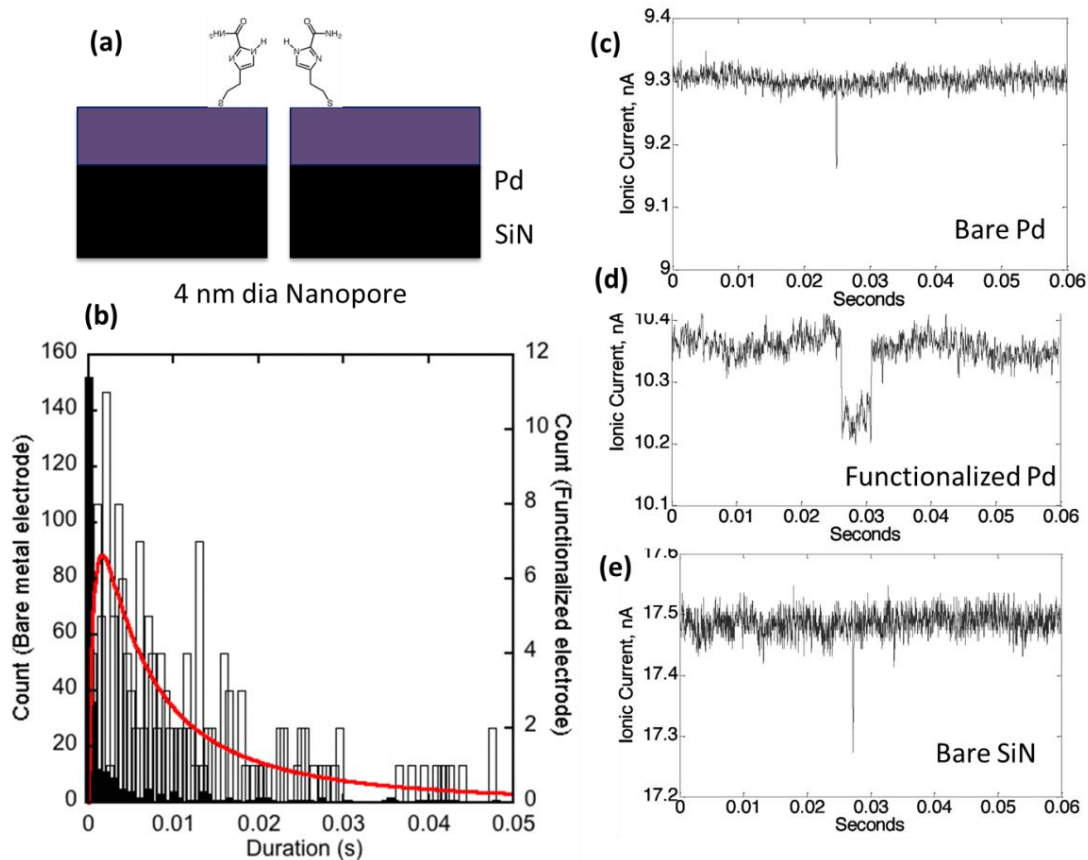 (a)
O
H
S
O
NH₂
H
N
N
S
Pd
SiN
4 nm dia Nanopore
(b)
Count (Bare metal electrode)
160
140
120
100
80
60
40
20
0
Count (Functionalized electrode)
12
10
8
6
4
2
0
0
0.01
0.02
0.03
0.04
0.05
Duration (s)
(c)
Ionic Current, nA
9.4
9.3
9.2
9.1
9
Bare Pd
0
0.01
0.02
0.03
0.04
0.05
0.06
Seconds
(d)
Ionic Current, nA
10.4
10.3
10.2
10.1
Functionalized Pd
0
0.01
0.02
0.03
0.04
0.05
0.06
Seconds
(e)
Ionic Current, nA
17.6
17.5
17.4
17.3
17.2
Bare SiN
0
0.01
0.02
0.03
0.04
0.05
0.06
Seconds